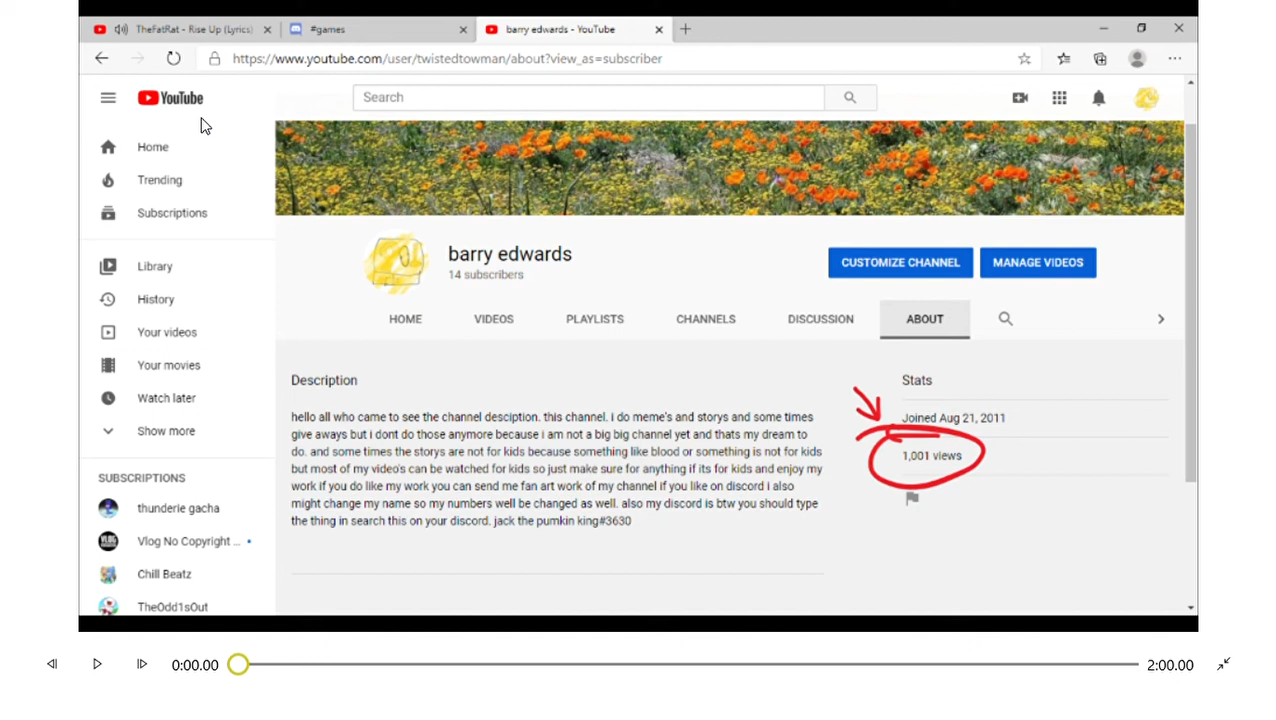 TheFatRat - Rise Up (Lyrics)
#games
barry edwards - YouTube
https://www.youtube.com/user/twistedtowman/about?view_as=subscriber
YouTube
Search
Home
Trending
Subscriptions
Library
History
Your videos
Your movies
Watch later
Show more
SUBSCRIPTIONS
thunderie gacha
Vlog No Copyright ...
Chill Beatz
TheOdd1sOut
barry edwards
14 subscribers
CUSTOMIZE CHANNEL
MANAGE VIDEOS
HOME VIDEOS PLAYLISTS CHANNELS DISCUSSION ABOUT
Description
hello all who came to see the channel desciption. this channel. i do meme's and storys and some times
give aways but i dont do those anymore because i am not a big big channel yet and thats my dream to
do. and some times the storys are not for kids because something like blood or something is not for kids
but most of my video's can be watched for kids so just make sure for anything if its for kids and enjoy my
work if you do like my work you can send me fan art work of my channel if you like on discord i also
might change my name so my numbers well be changed as well. also my discord is btw you should type
the thing in search this on your discord. jack the pumkin king#3630
Stats
Joined Aug 21, 2011
1,001 views
0:00.00
2:00.00